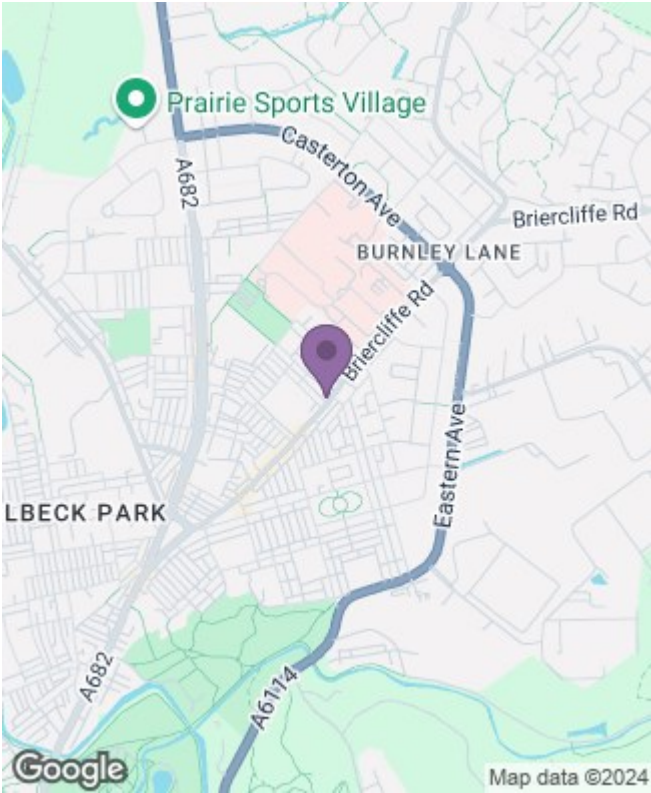 Prairie Sports Village
Casterton Ave
A682
Briercliffe Rd
BURNLEY LANE
Briercliffe Rd
Eastern Ave
LBECK PARK
A682
A6114
Google
Map data ©2024